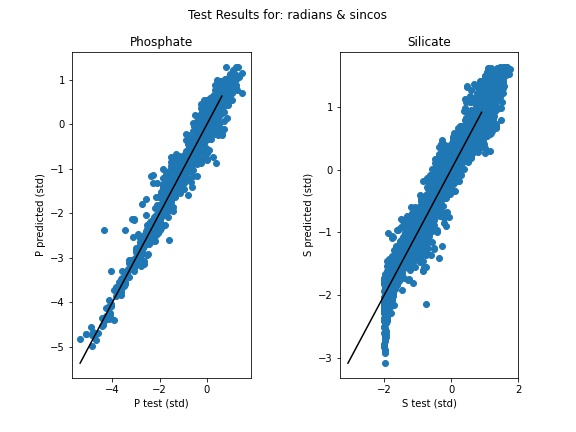 Test Results for: radians & sincos
Phosphate
Silicate
P predicted (std)
1
0
−1
−2
−3
−4
−5
−4
−2
0
P test (std)
S predicted (std)
1
0
−1
−2
−3
−2
0
2
S test (std)